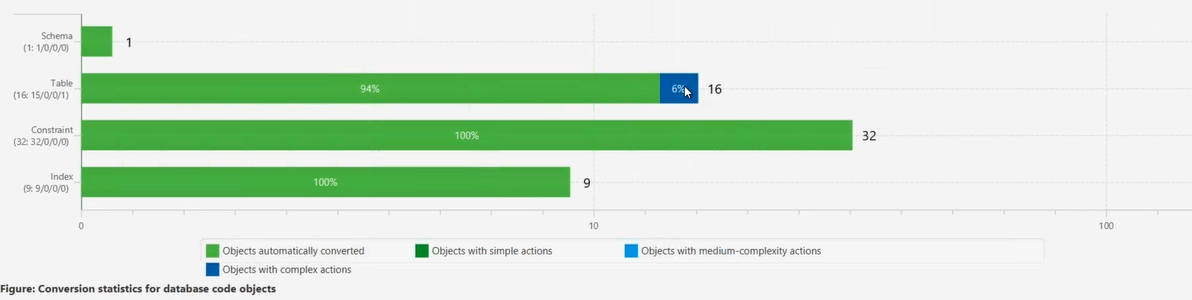 Schema
(1: 1/0/0/0)
1
Table
(16: 15/0/0/1)
94%
6%
16
Constraint
(32: 32/0/0/0)
100%
32
Index
(9: 9/0/0/0)
100%
9
0
10
100
Objects automatically converted
Objects with simple actions
Objects with medium-complexity actions
Objects with complex actions
Figure: Conversion statistics for database code objects